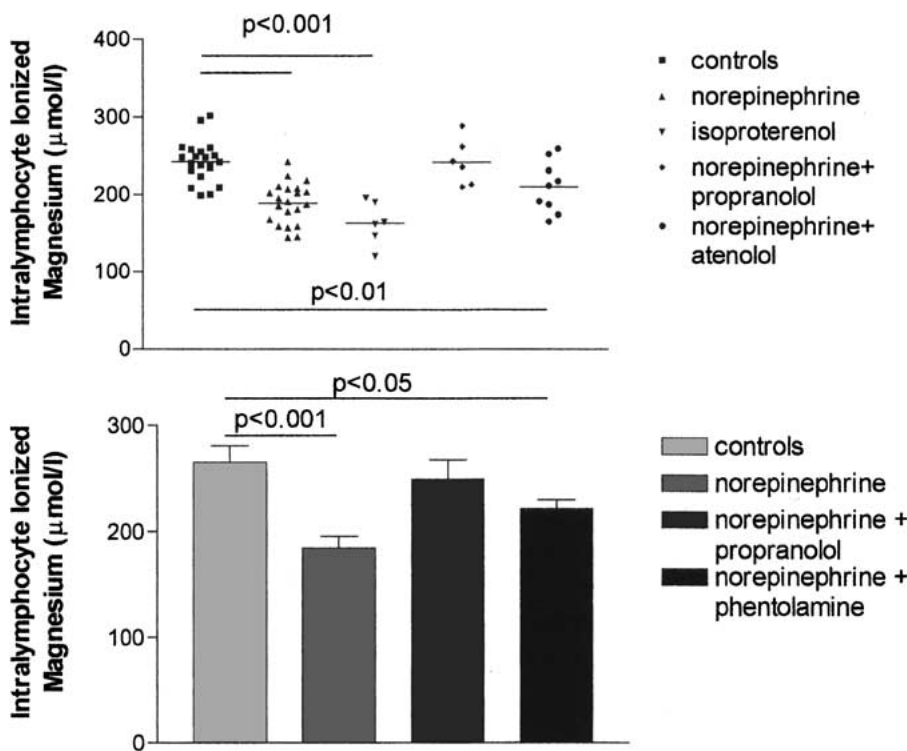 Intralymphocyte Ionized
Magnesium (μmol/l)
400
300
200
100
0
p<0.001
p<0.01
controls
norepinephrine
isoproterenol
norepinephrine+
propranolol
norepinephrine+
atenolol
Intralymphocyte Ionized
Magnesium (μmol/l)
300
200
100
0
p<0.05
p<0.001
controls
norepinephrine
norepinephrine +
propranolol
norepinephrine +
phentolamine